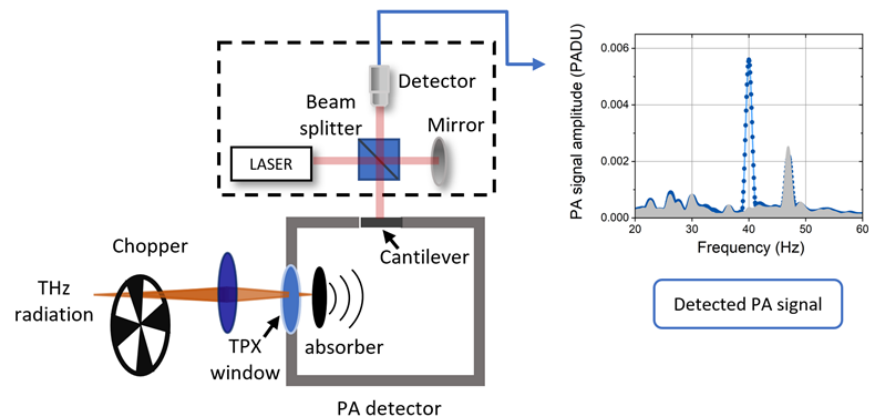 Detector
Beam
splitter
Mirror
LASER
Cantilever
Chopper
THz
radiation
TPX
window
absorber
PA detector
PA signal amplitude (PADU)
0.006
0.004
0.002
0.000
20
30
40
50
60
Frequency (Hz)
Detected PA signal